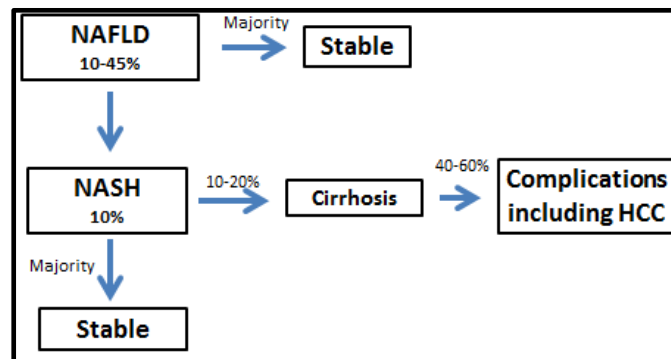 NAFLD
10-45%
Majority
Stable
NASH
10%
10-20%
Cirrhosis
40-60%
Complications
including HCC
Majority
Stable